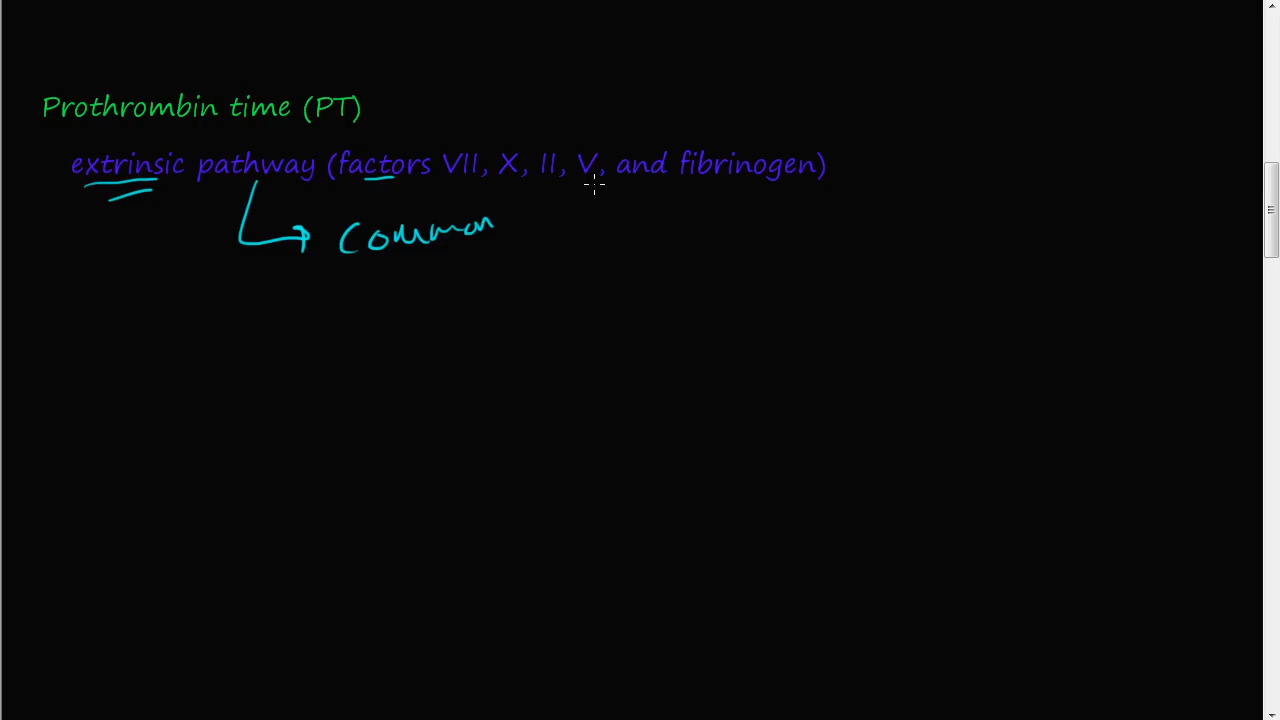 Prothrombin time (PT)
extrinsic pathway (factors VII, X, II, V, and fibrinogen)
Common